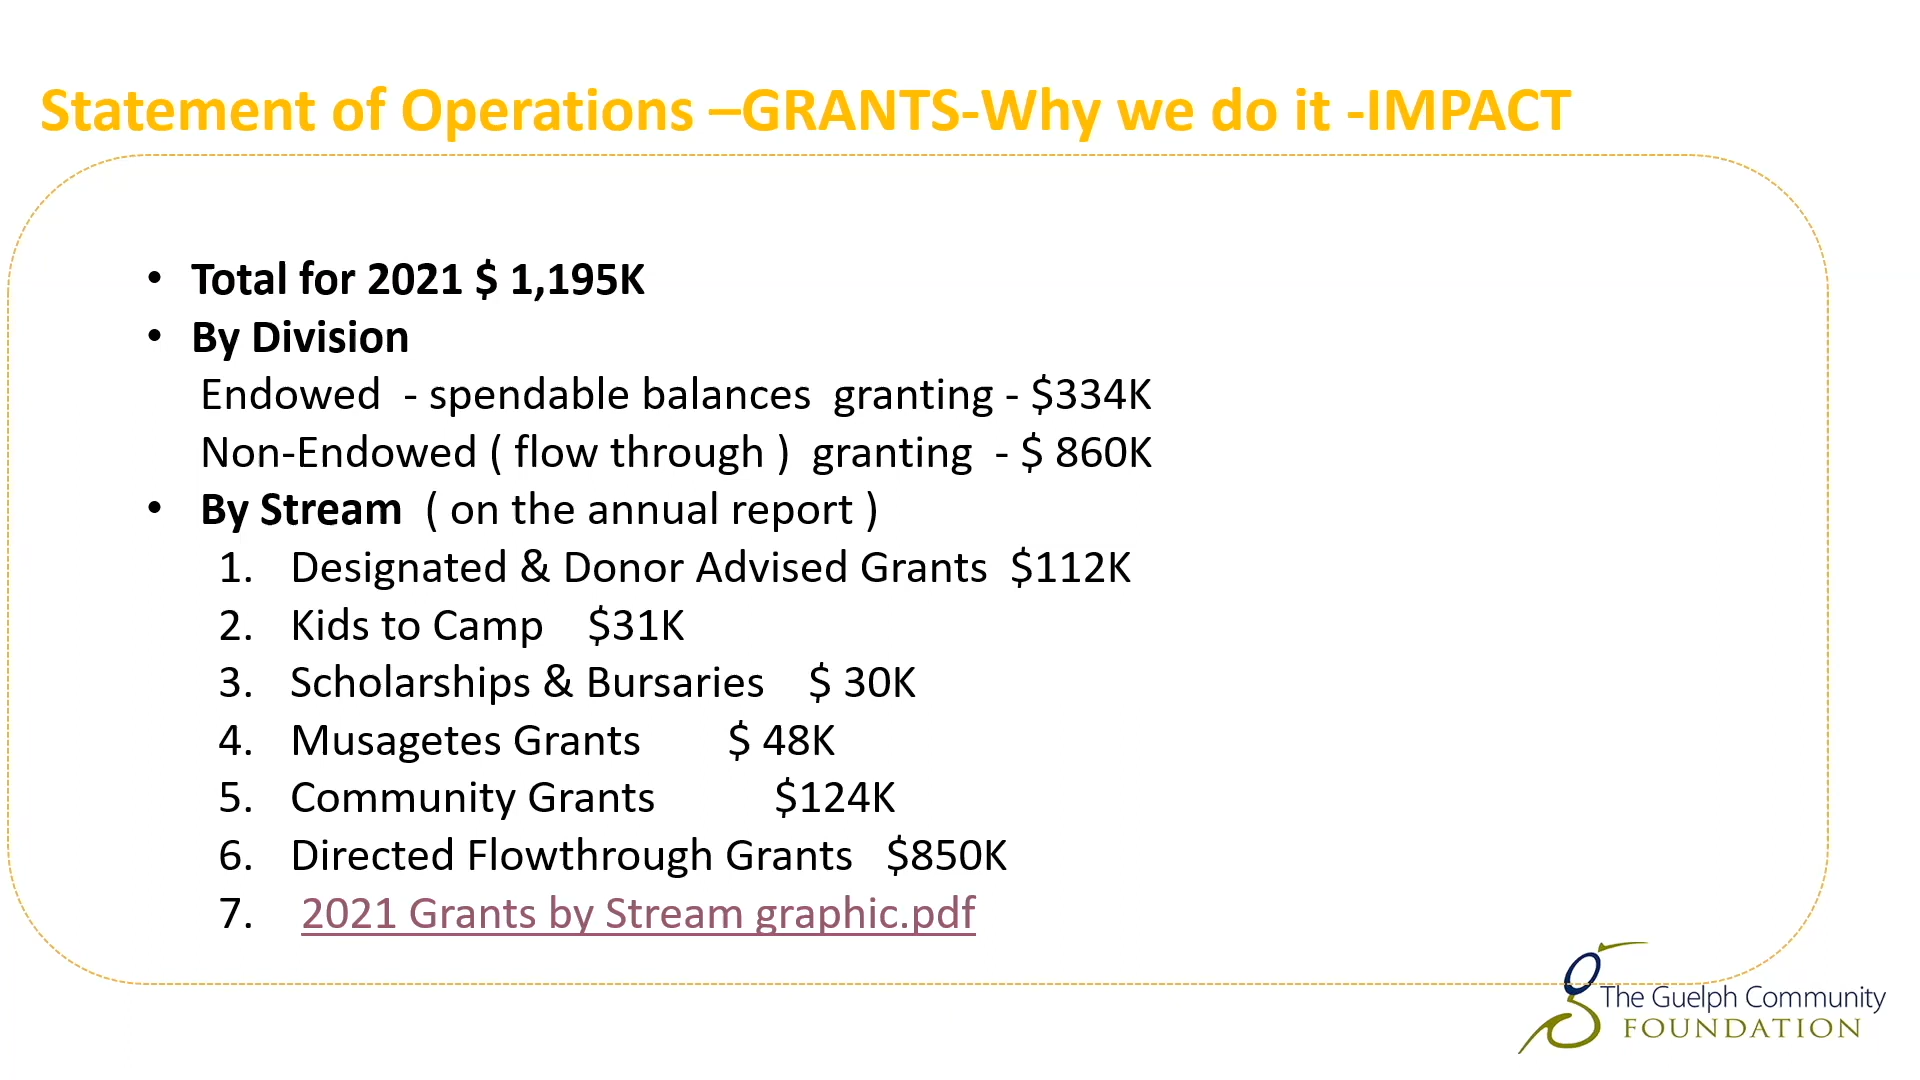 Statement of Operations –GRANTS-Why we do it -IMPACT
• Total for 2021 $ 1,195K
• By Division
Endowed - spendable balances granting - $334K
Non-Endowed ( flow through ) granting - $ 860K
• By Stream ( on the annual report )
1. Designated & Donor Advised Grants $112K
2. Kids to Camp $31K
3. Scholarships & Bursaries $ 30K
4. Musagetes Grants $ 48K
5. Community Grants $124K
6. Directed Flowthrough Grants $850K
7. 2021 Grants by Stream graphic.pdf
The Guelph Community
FOUNDATION